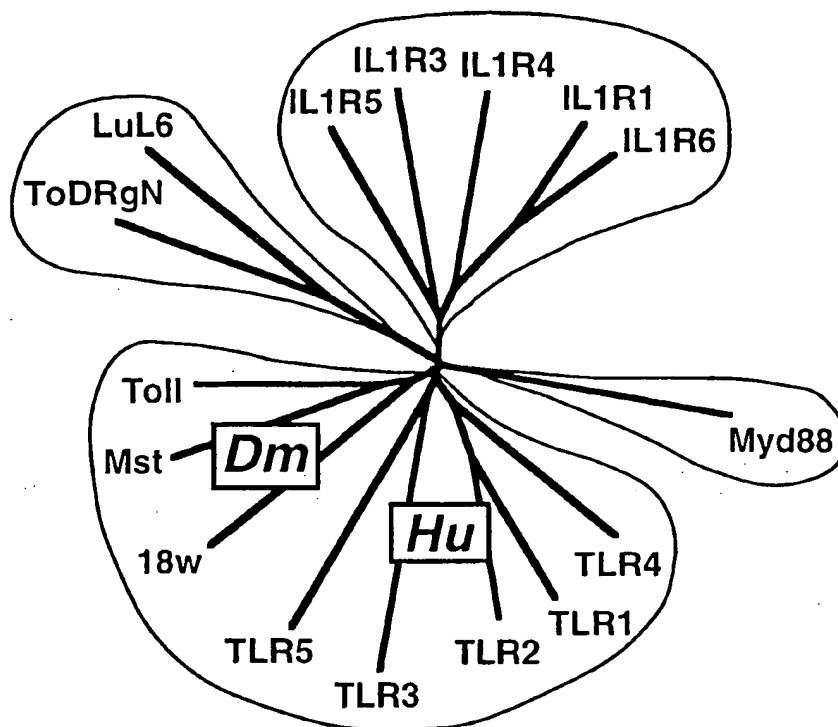 IL1R3
IL1R4
IL1R5
IL1R1
IL1R6
LuL6
ToDRgN
Toll
Mst
Dm
18w
Hu
Myd88
TLR4
TLR1
TLR2
TLR5
TLR3